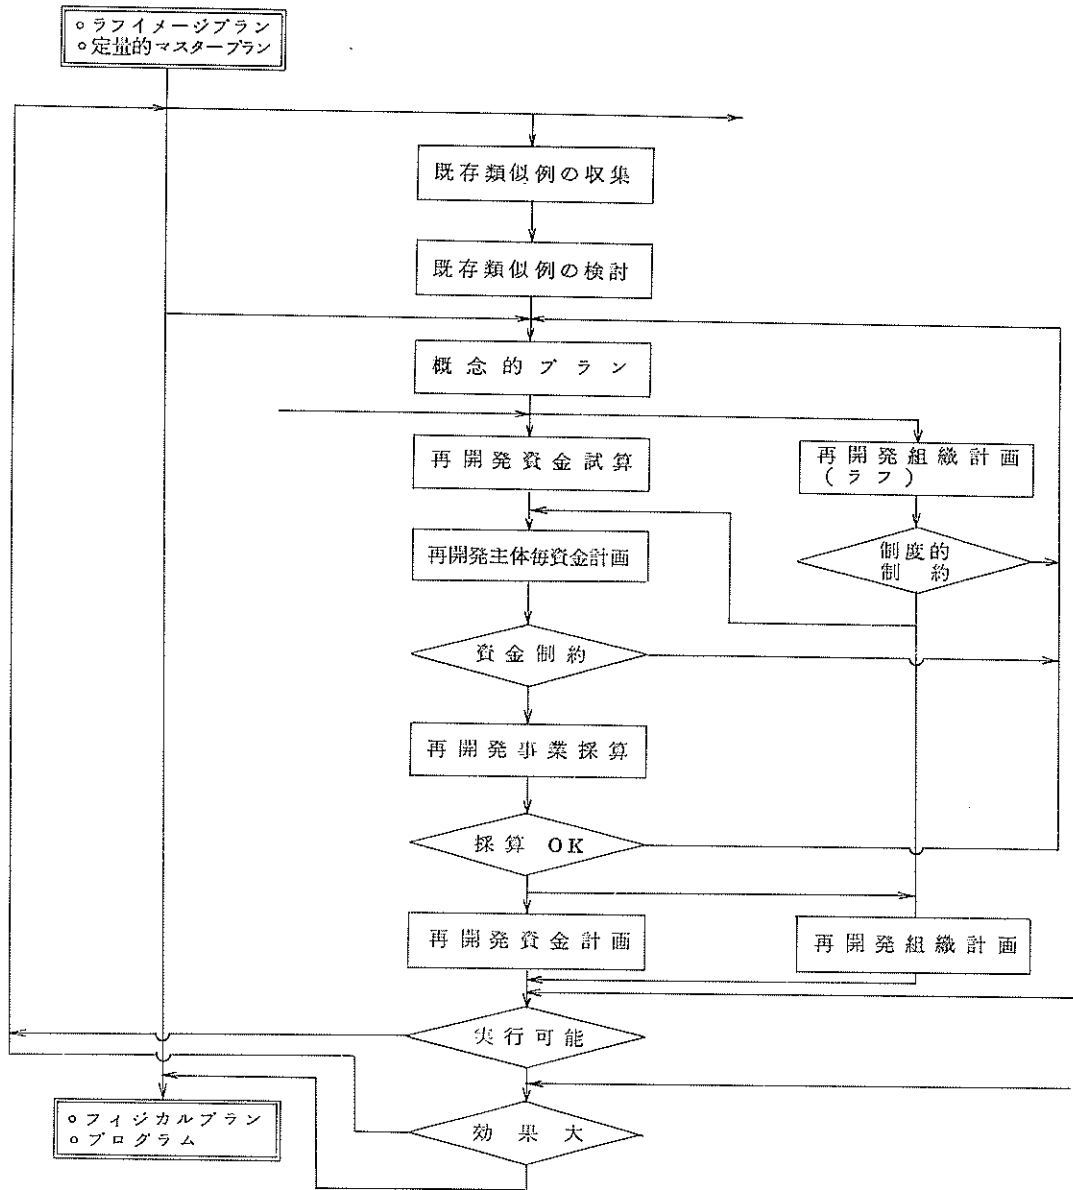 ○ラフイメージプラン
○定量的マスタープラン
既存類似例の収集
既存類似例の検討
概念的プラン
再開発資金試算
再開発組織計画
(ラフ)
再開発主体毎資金計画
制度的
制約
資金制約
再開発事業採算
採算 OK
再開発資金計画
再開発組織計画
実行可能
○フィジカルプラン
○プログラム
効果大